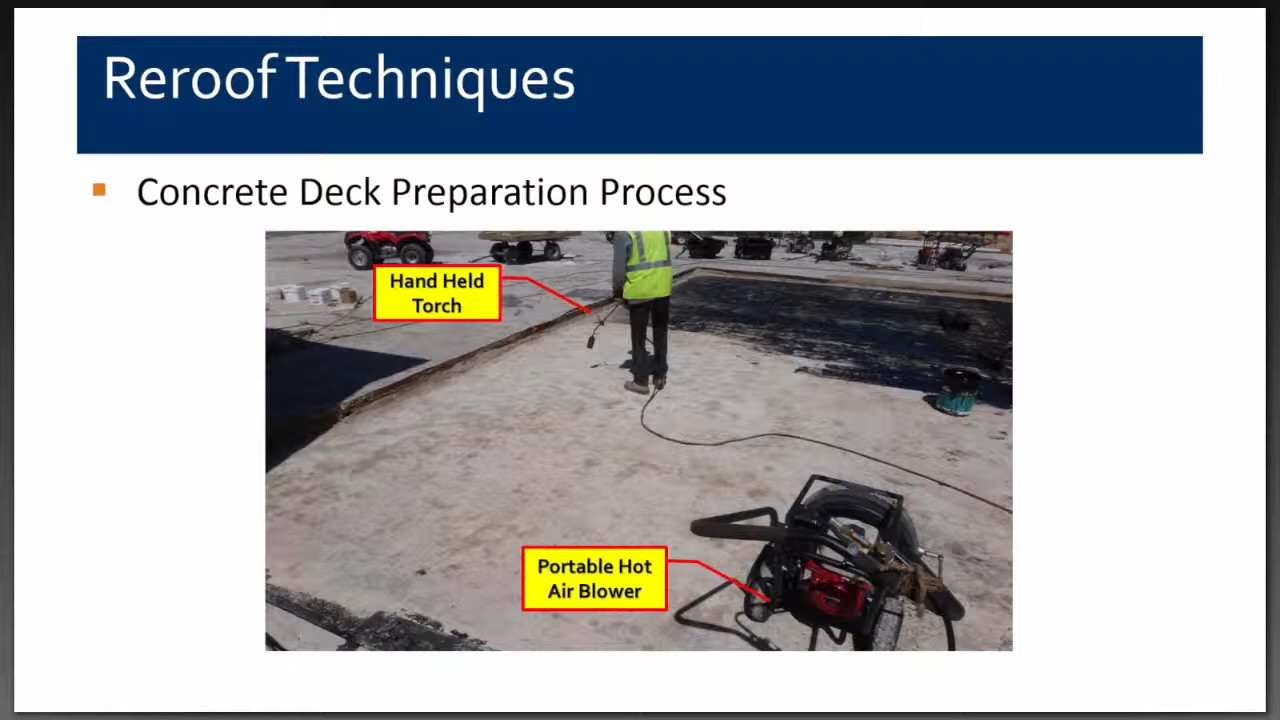 Reroof Techniques
Concrete Deck Preparation Process
Hand Held
Torch
Portable Hot
Air Blower